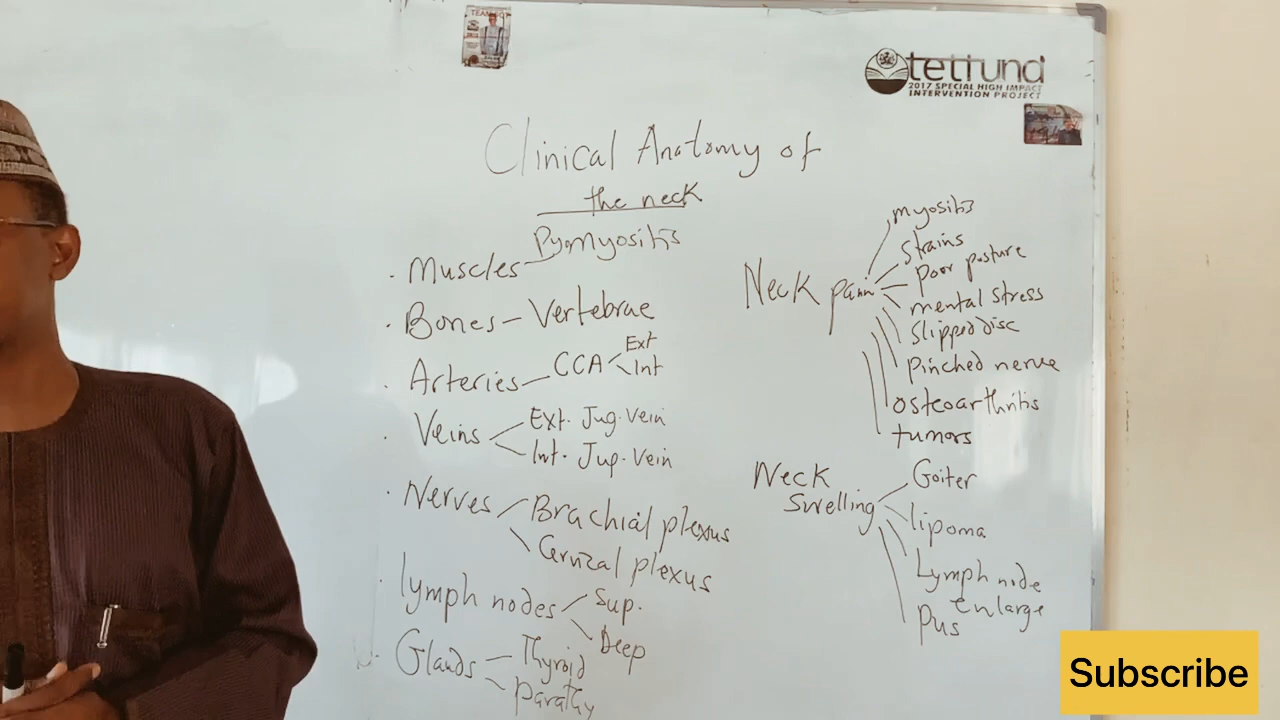 TEAM
tetfund
2017 SPECIAL HIGH IMPACT
INTERVENTION PROJECT
Clinical Anatomy of
the neck
· Muscles - Pyomyositis
· Bones - Vertebrae
· Arteries - CCA Ext
Int
· Veins Ext. Jug. Vein
Int. Jup. Vein
· Nerves Brachial plexus
Cervical plexus
· lymph nodes Sup.
Deep
· Glands - Thyroid
Parathy
Neck pain myositis
Strains
Poor posture
mental stress
Slipped disc
Pinched nerve
osteoarthritis
tumors
Neck
Swelling Goiter
lipoma
Lymph node
Enlarge
Pus
Subscribe